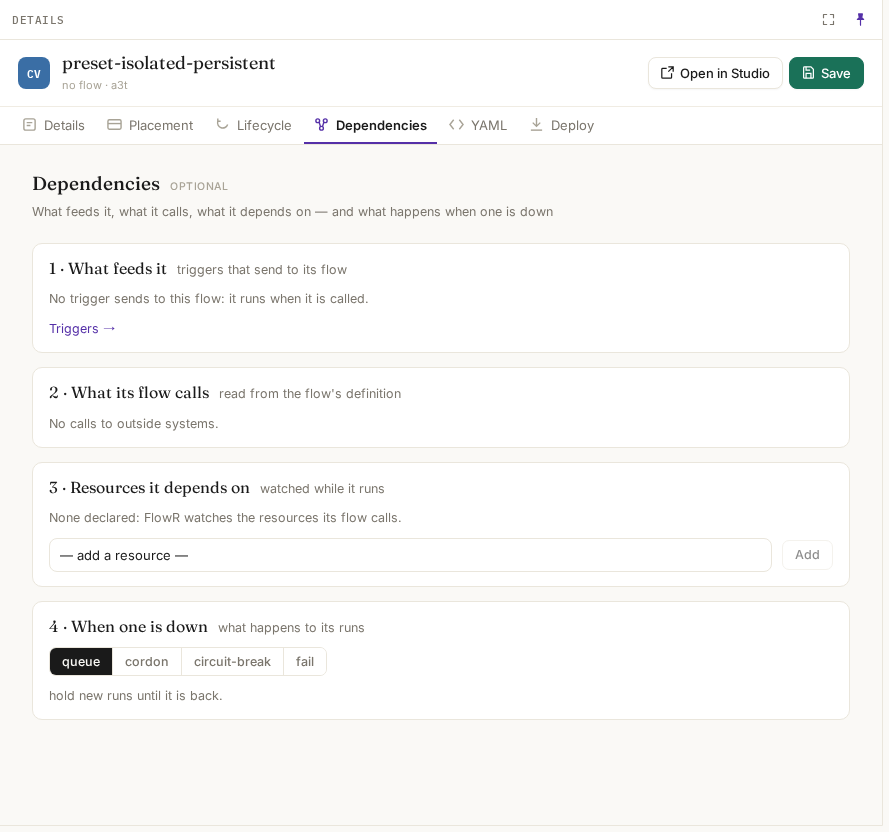 DETAILS
CV
preset-isolated-persistent
no flow · a3t
Open in Studio
Save
Details
Placement
Lifecycle
Dependencies
YAML
Deploy
Dependencies OPTIONAL
What feeds it, what it calls, what it depends on — and what happens when one is down
1 · What feeds it triggers that send to its flow
No trigger sends to this flow: it runs when it is called.
Triggers →
2 · What its flow calls read from the flow's definition
No calls to outside systems.
3 · Resources it depends on watched while it runs
None declared: FlowR watches the resources its flow calls.
— add a resource —
Add
4 · When one is down what happens to its runs
queue
cordon
circuit-break
fail
hold new runs until it is back.